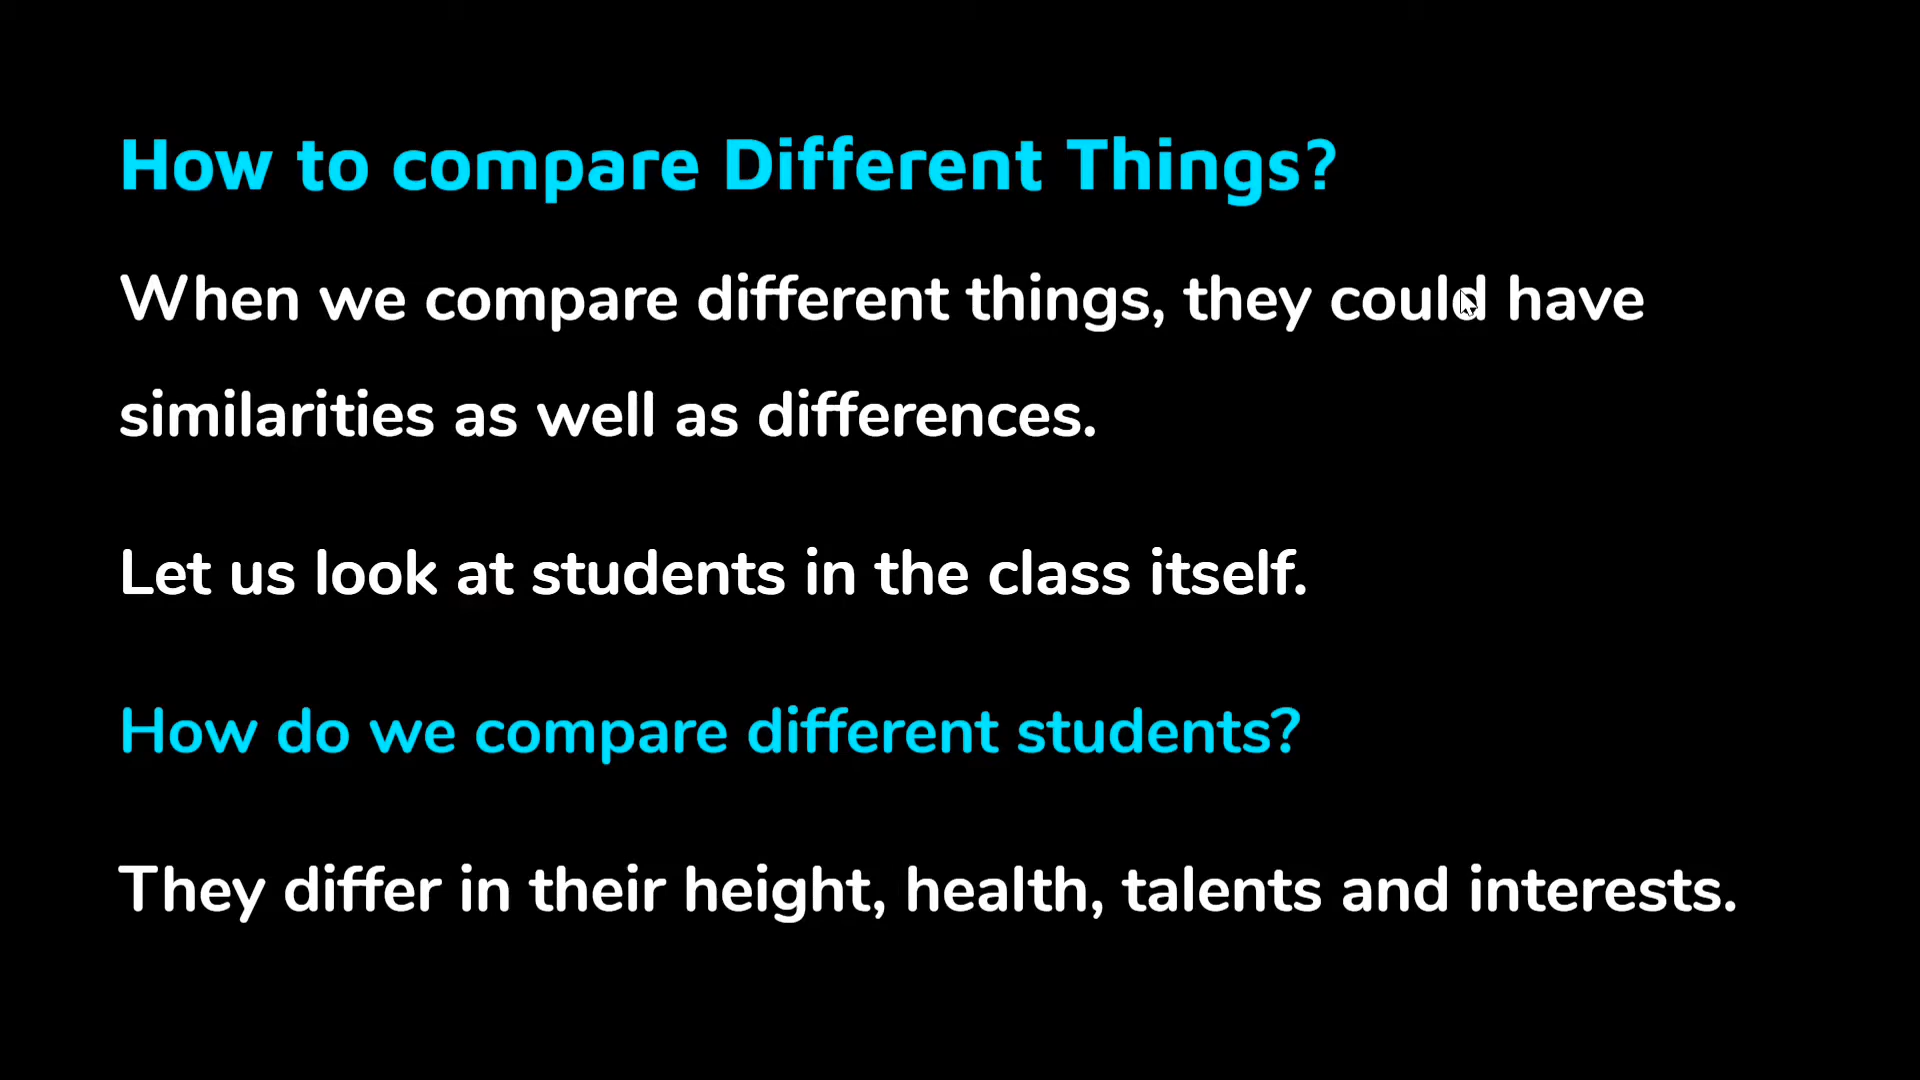 How to compare Different Things?
When we compare different things, they could have
similarities as well as differences.
Let us look at students in the class itself.
How do we compare different students?
They differ in their height, health, talents and interests.